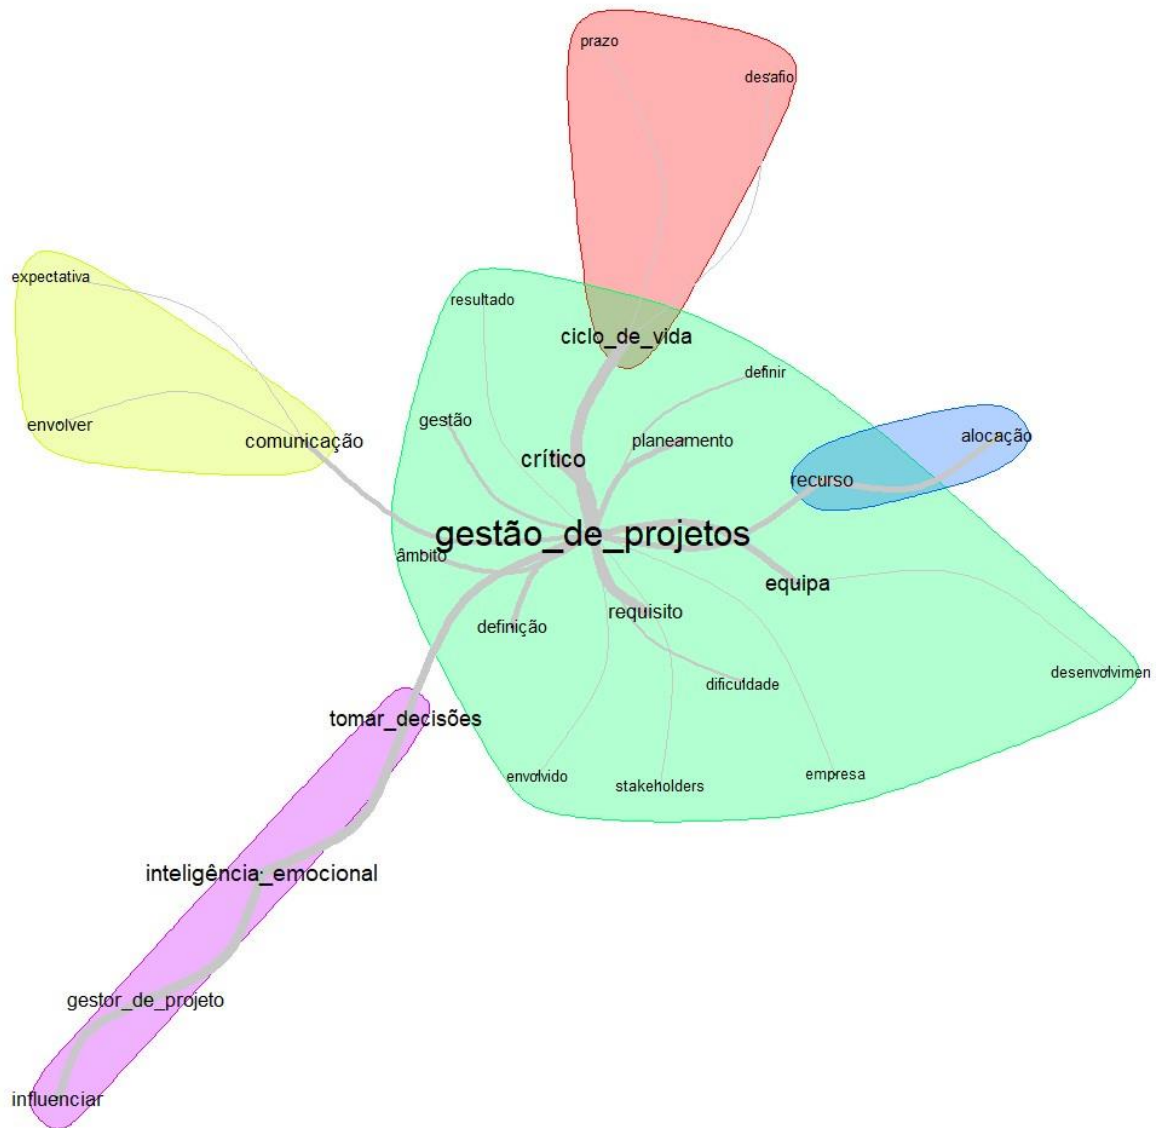 prazo
desafio
expectativa
resultado
ciclo_de_vida
definir
envolver
gestão
comunicação
planeamento
alocação
crítico
recurso
gestão_de_projetos
âmbito
equipa
requisito
definição
desenvolvimen
dificuldade
tomar_decisões
envolvido
stakeholders
empresa
inteligência_emocional
gestor_de_projeto
influenciar